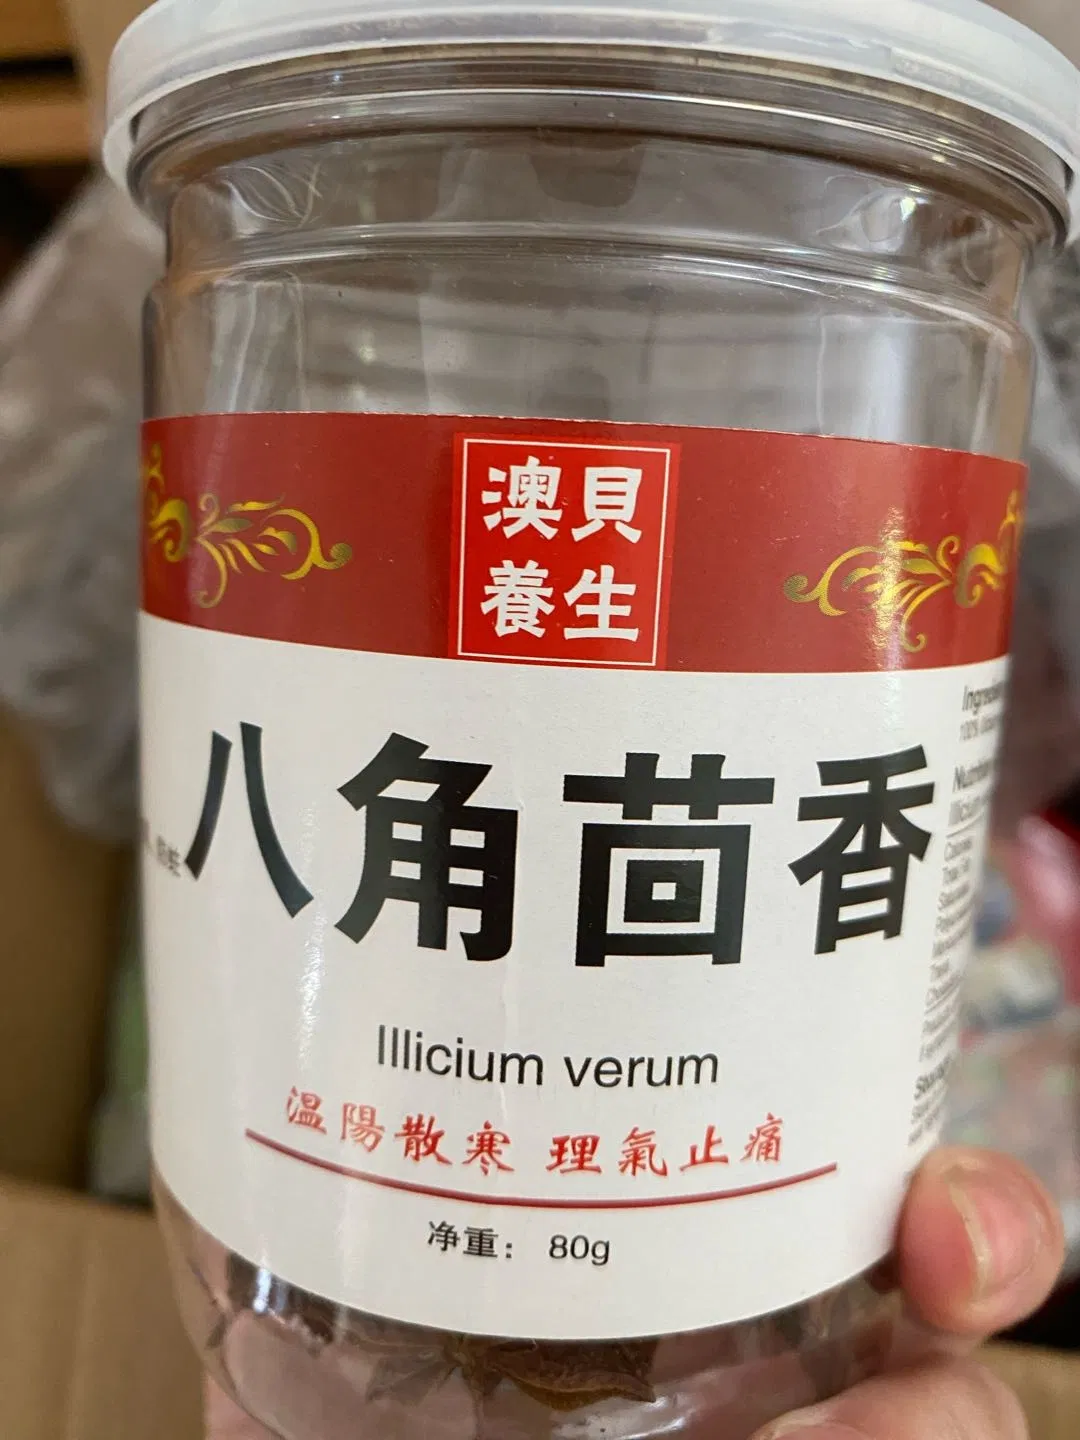 澳貝
養生
八角茴香
Illicium verum
温陽散寒 理氣止痛
净重： 80g
100%